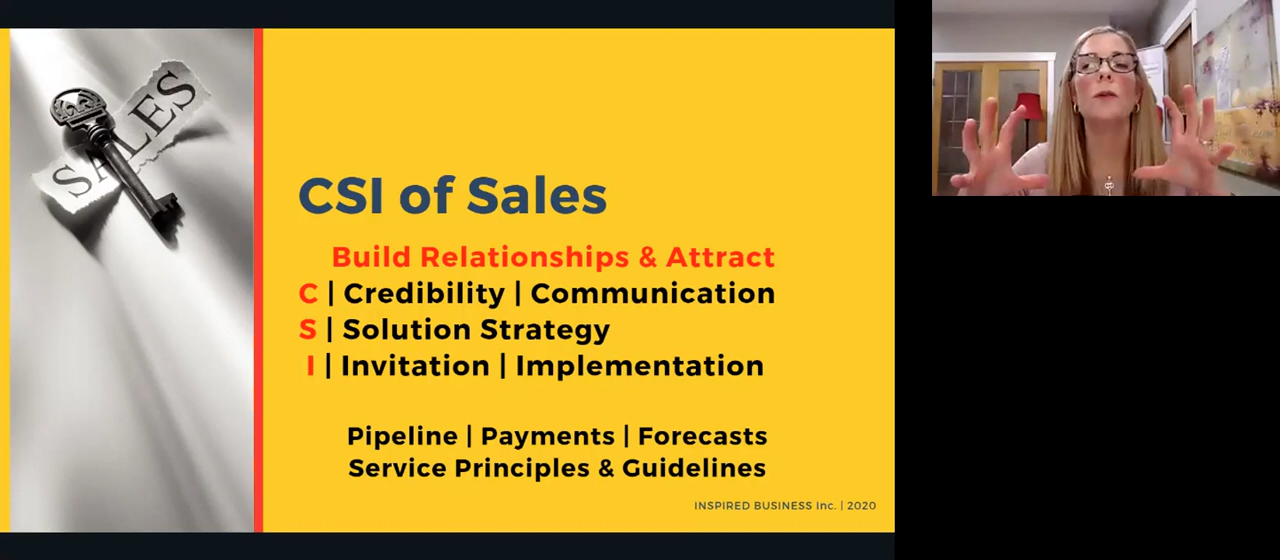 SALES
CSI of Sales
Build Relationships & Attract
C | Credibility | Communication
S | Solution Strategy
I | Invitation | Implementation
Pipeline | Payments | Forecasts
Service Principles & Guidelines
INSPIRED BUSINESS Inc. | 2020